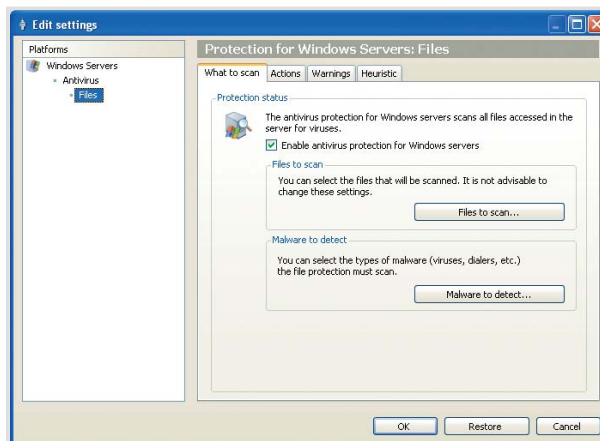 Edit settings
Platforms
Windows Servers
Antivirus
Files
Protection for Windows Servers: Files
What to scan
Actions
Warnings
Heuristic
Protection status
The antivirus protection for Windows servers scans all files accessed in the
server for viruses.
Enable antivirus protection for Windows servers
Files to scan
You can select the files that will be scanned. It is not advisable to
change these settings.
Files to scan...
Malware to detect
You can select the types of malware (viruses, dialers, etc.)
the file protection must scan.
Malware to detect...
OK
Restore
Cancel